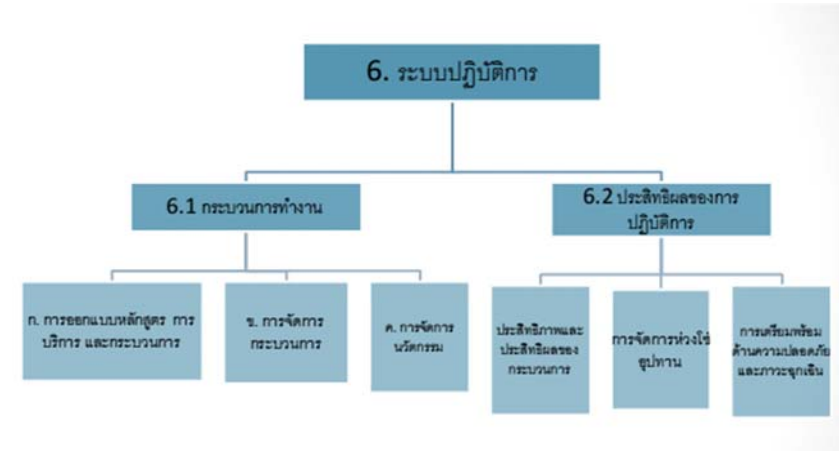 6. ระบบปฏิบัติการ
6.1 กระบวนการทำงาน
6.2 ประสิทธิผลของการ
ปฏิบัติการ
ก. การออกแบบหลักสูตร การ
บริการ และกระบวนการ
ข. การจัดการ
กระบวนการ
ค. การจัดการ
นวัตกรรม
ประสิทธิภาพและ
ประสิทธิผลของ
กระบวนการ
การจัดการห่วงโซ่
อุปทาน
การเตรียมพร้อม
ด้านความปลอดภัย
และภาวะฉุกเฉิน